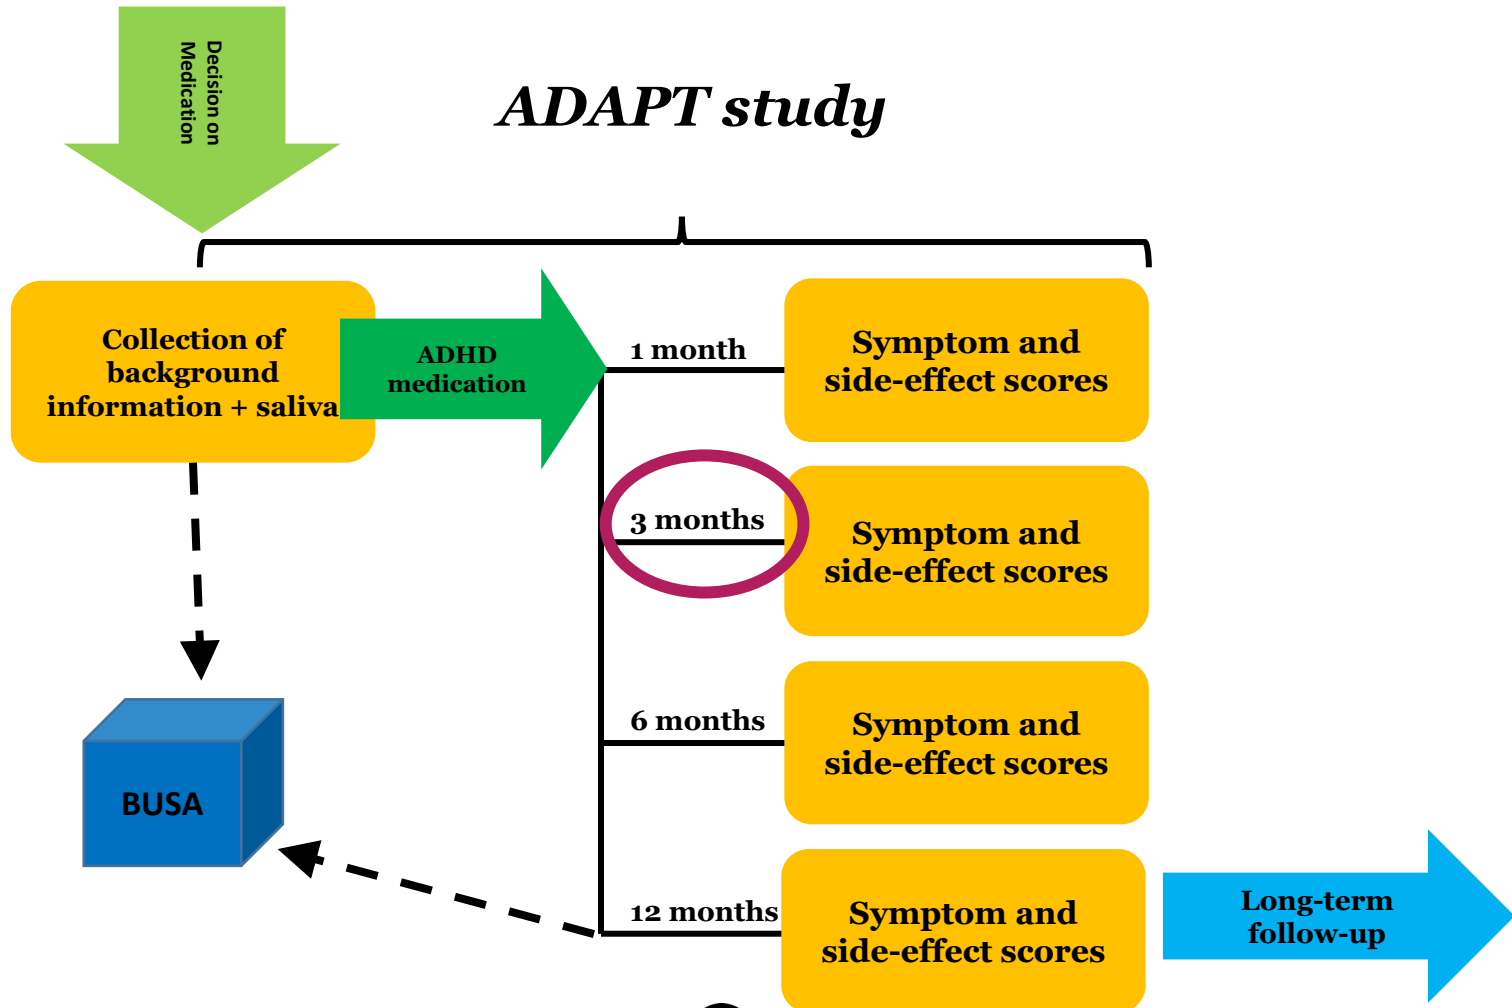 Decision on
Medication
ADAPT study
Collection of
background
information + saliva
ADHD
medication
1 month
Symptom and
side-effect scores
3 months
Symptom and
side-effect scores
6 months
Symptom and
side-effect scores
BUSA
12 months
Symptom and
side-effect scores
Long-term
follow-up